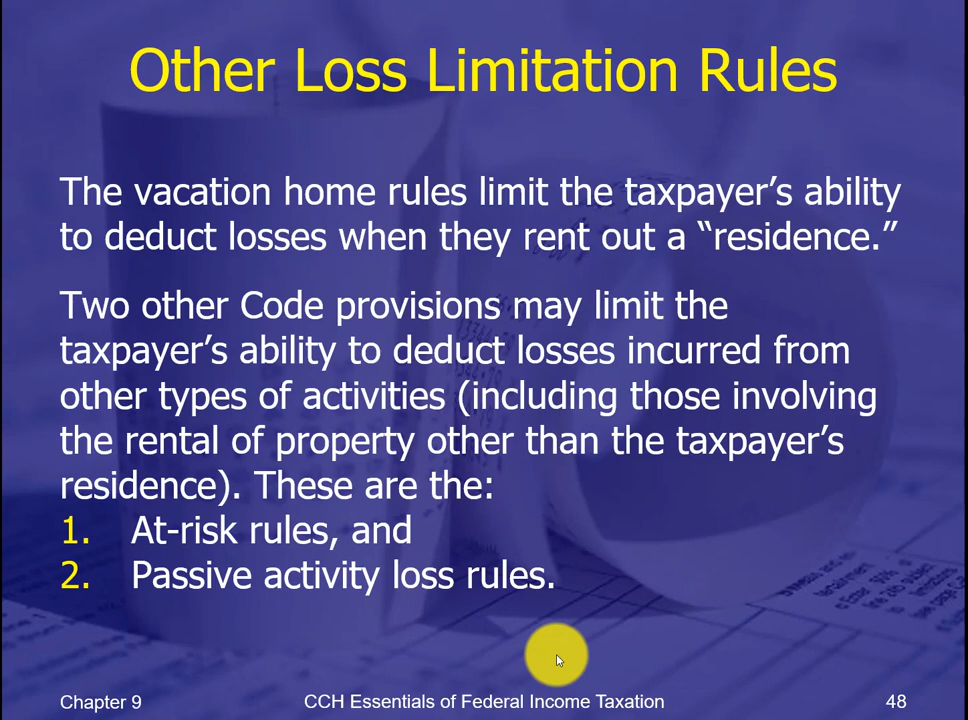 Other Loss Limitation Rules
The vacation home rules limit the taxpayer’s ability
to deduct losses when they rent out a “residence.”
Two other Code provisions may limit the
taxpayer’s ability to deduct losses incurred from
other types of activities (including those involving
the rental of property other than the taxpayer’s
residence). These are the:
1. At-risk rules, and
2. Passive activity loss rules.
Chapter 9 CCH Essentials of Federal Income Taxation 48